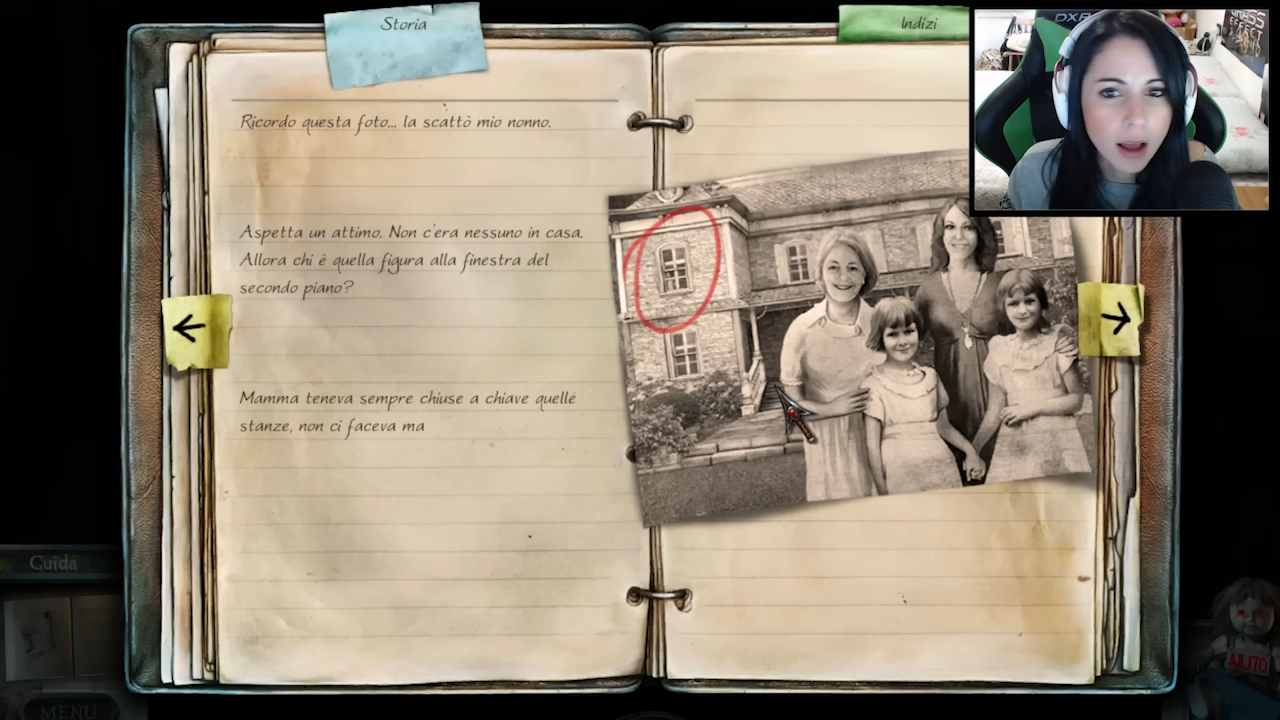 Storia
Indizi
DXR
Ricordo questa foto... la scattò mio nonno.
Aspetta un attimo. Non c'era nessuno in casa.
Allora chi è quella figura alla finestra del
secondo piano?
Mamma teneva sempre chiuse a chiave quelle
stanze, non ci faceva ma
Guida
MENU
AIUTO